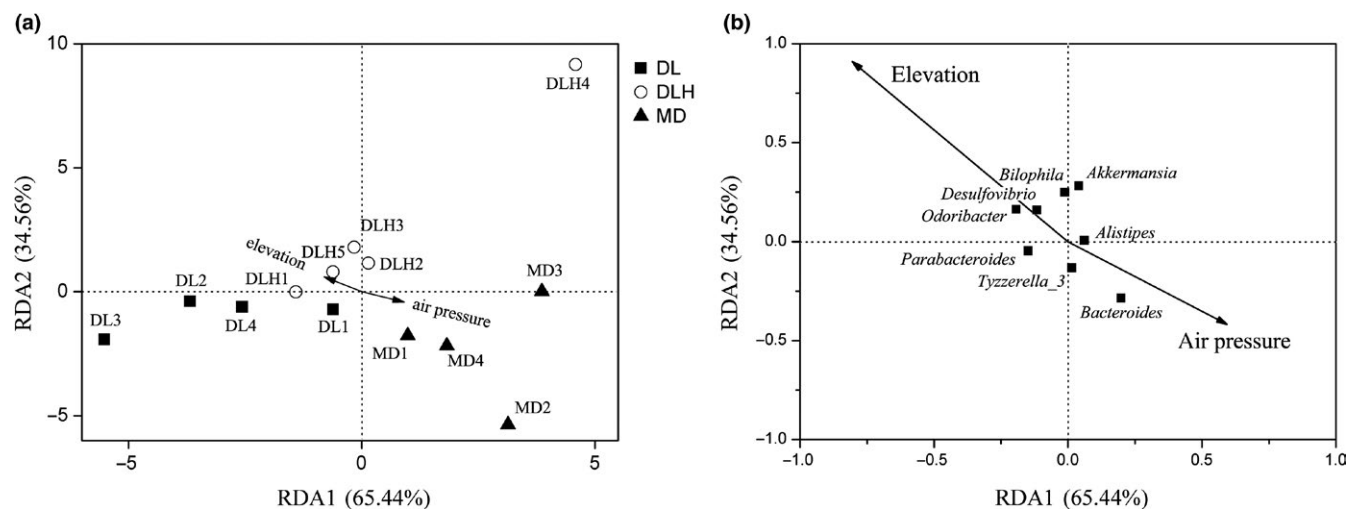 (a)
10
5
0
−5
−5
0
5
RDA2 (34.56%)
RDA1 (65.44%)
DLH4
DLH3
DLH5
DLH2
DLH1
elevation
air pressure
DL2
DL3
DL4
DL1
MD3
MD1
MD4
MD2
DL
DLH
MD
(b)
1.0
0.5
0.0
−0.5
−1.0
−1.0
−0.5
0.0
0.5
1.0
RDA2 (34.56%)
RDA1 (65.44%)
Elevation
Bilophila
Akkermansia
Desulfovibrio
Odoribacter
Alistipes
Parabacteroides
Tyzzerella_3
Bacteroides
Air pressure